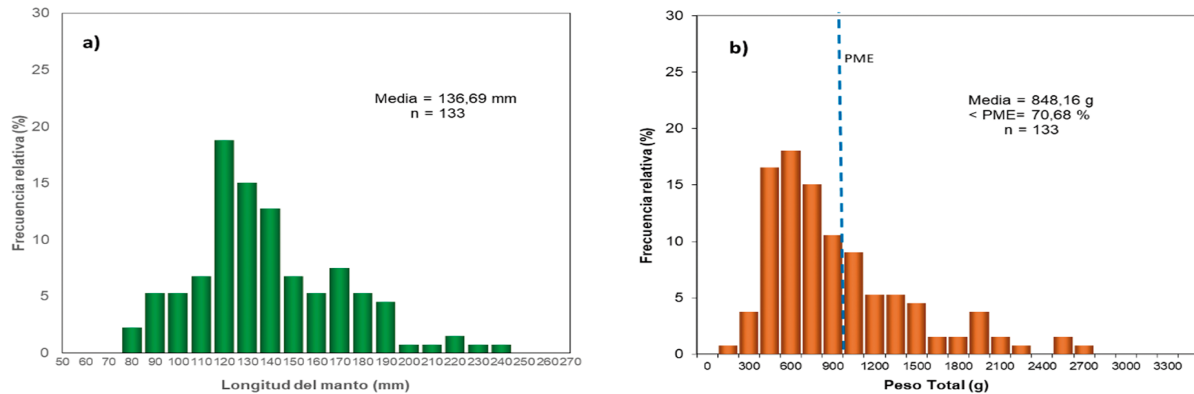 a)
Media = 136,69 mm
n = 133
Frecuencia relativa (%)
30
25
20
15
10
5
0
50 60 70 80 90 100 110 120 130 140 150 160 170 180 190 200 210 220 230 240 250 260 270
Longitud del manto (mm)
b)
PME
Media = 848,16 g
< PME= 70,68 %
n = 133
Frecuencia relativa (%)
30
25
20
15
10
5
0
0 300 600 900 1200 1500 1800 2100 2400 2700 3000 3300
Peso Total (g)